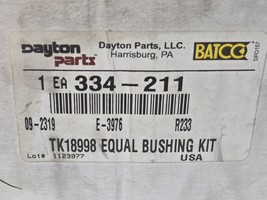 Dayton parts
Dayton Parts, LLC.
Harrisburg, PA
BATCO
DPO157
1 EA 334-211
09-2319 E-3976 R233
TK18998 EQUAL BUSHING KIT
Lot# 1123977 USA